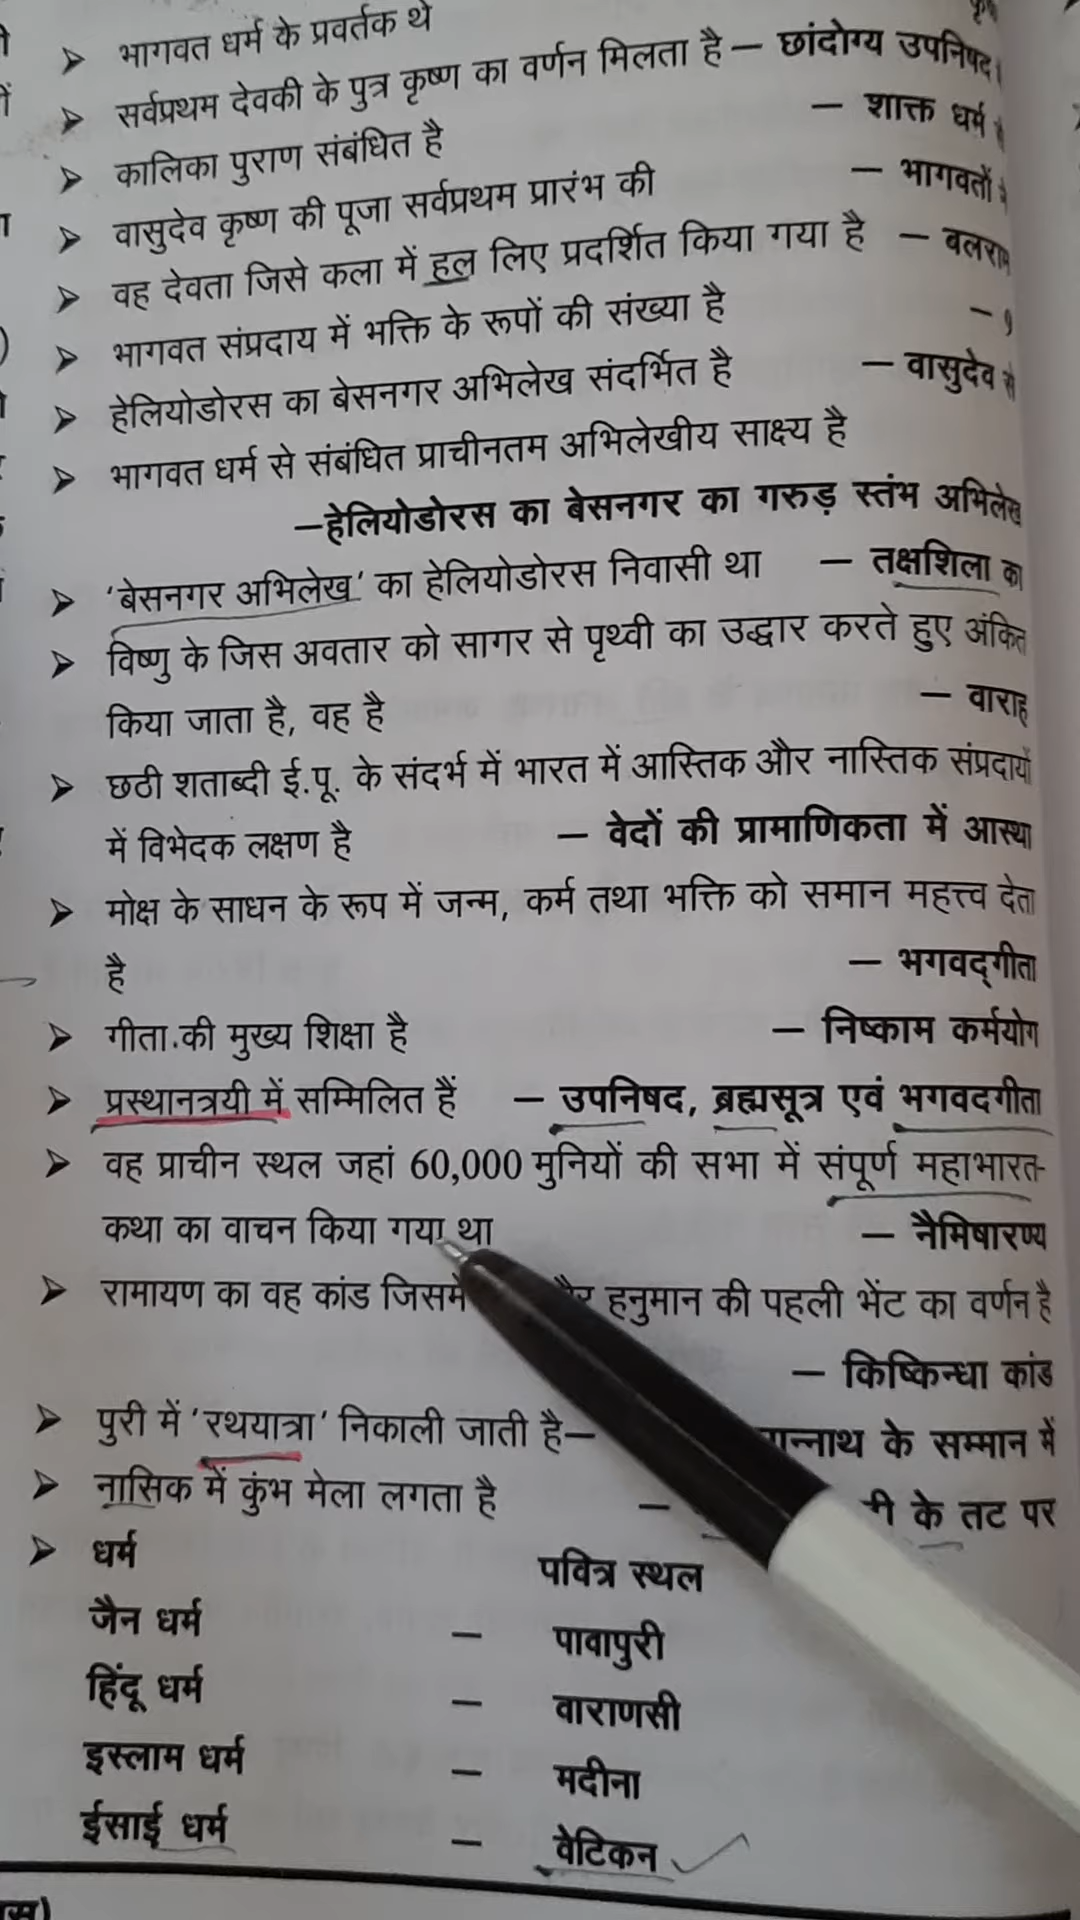 ➤ भागवत धर्म के प्रवर्तक थे
➤ सर्वप्रथम देवकी के पुत्र कृष्ण का वर्णन मिलता है – छांदोग्य उपनिषद
➤ कालिका पुराण संबंधित है – शाक्त धर्म
➤ वासुदेव कृष्ण की पूजा सर्वप्रथम प्रारंभ की – भागवतों
➤ वह देवता जिसे कला में हल लिए प्रदर्शित किया गया है – बलराम
➤ भागवत संप्रदाय में भक्ति के रूपों की संख्या है –
➤ हेलियोडोरस का बेसनगर अभिलेख संदर्भित है – वासुदेव से
➤ भागवत धर्म से संबंधित प्राचीनतम अभिलेखीय साक्ष्य है
–हेलियोडोरस का बेसनगर का गरुड़ स्तंभ अभिलेख
➤ 'बेसनगर अभिलेख' का हेलियोडोरस निवासी था – तक्षशिला का
➤ विष्णु के जिस अवतार को सागर से पृथ्वी का उद्धार करते हुए अंकित
किया जाता है, वह है – वाराह
➤ छठी शताब्दी ई.पू. के संदर्भ में भारत में आस्तिक और नास्तिक संप्रदायों
में विभेदक लक्षण है – वेदों की प्रामाणिकता में आस्था
➤ मोक्ष के साधन के रूप में जन्म, कर्म तथा भक्ति को समान महत्त्व देता
है – भगवद्‌गीता
➤ गीता की मुख्य शिक्षा है – निष्काम कर्मयोग
➤ प्रस्थानत्रयी में सम्मिलित हैं – उपनिषद, ब्रह्मसूत्र एवं भगवदगीता
➤ वह प्राचीन स्थल जहां 60,000 मुनियों की सभा में संपूर्ण महाभारत-
कथा का वाचन किया गया था – नैमिषारण्य
➤ रामायण का वह कांड जिसमें हनुमान की पहली भेंट का वर्णन है
– किष्किन्धा कांड
➤ पुरी में 'रथयात्रा' निकाली जाती है– के सम्मान में
➤ नासिक में कुंभ मेला लगता है – के तट पर
➤ धर्म पवित्र स्थल
जैन धर्म – पावापुरी
हिंदू धर्म – वाराणसी
इस्लाम धर्म – मदीना
ईसाई धर्म – वेटिकन